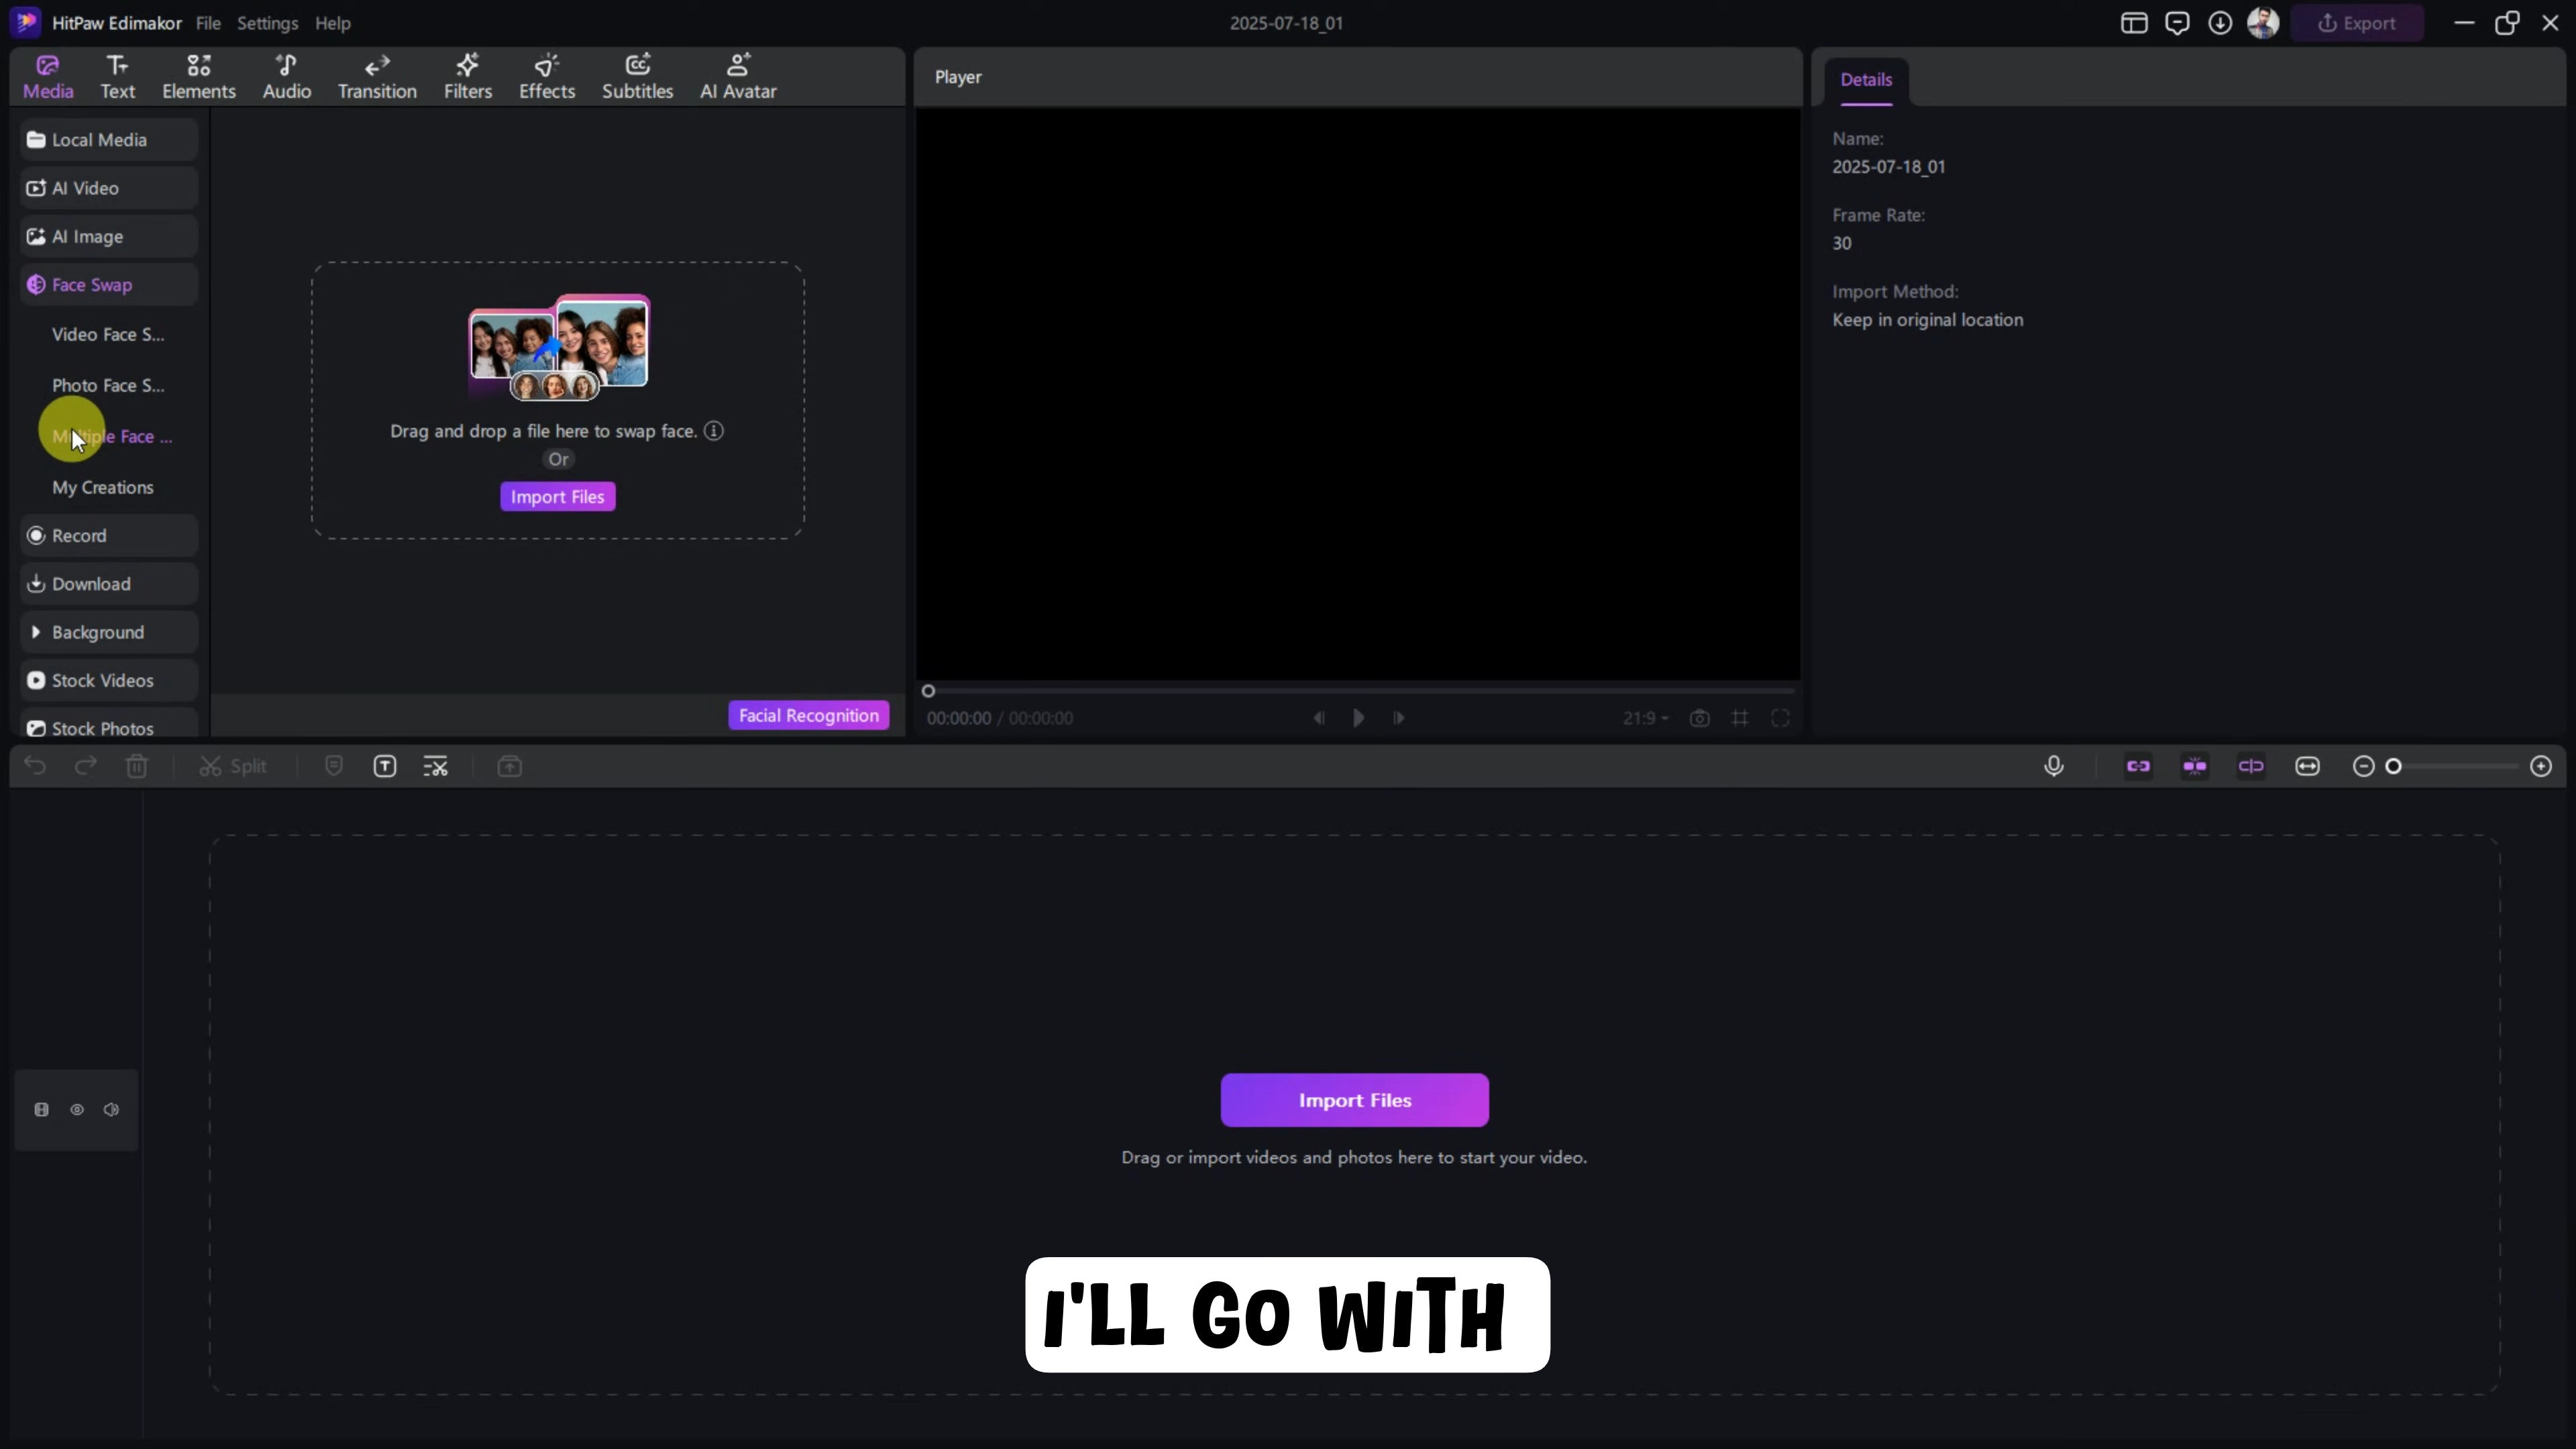 HitPaw Edimakor File Settings Help
2025-07-18_01
Export
Media Text Elements Audio Transition Filters Effects Subtitles AI Avatar
Local Media
AI Video
AI Image
Face Swap
Video Face S...
Photo Face S...
Multiple Face ...
My Creations
Record
Download
Background
Stock Videos
Stock Photos
Drag and drop a file here to swap face.
Or
Import Files
Facial Recognition
Player
00:00:00 / 00:00:00
21:9
Details
Name:
2025-07-18_01
Frame Rate:
30
Import Method:
Keep in original location
Split
Import Files
Drag or import videos and photos here to start your video.
I'LL GO WITH